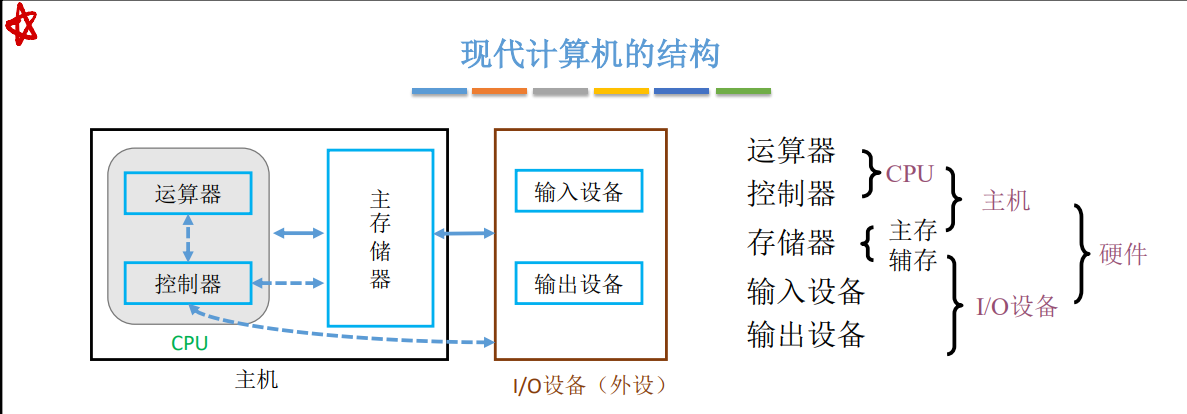 现代计算机的结构
运算器
控制器
CPU
主存储器
主机
输入设备
输出设备
I/O设备（外设）
运算器
控制器
CPU
存储器
主存
辅存
主机
输入设备
输出设备
I/O设备
硬件